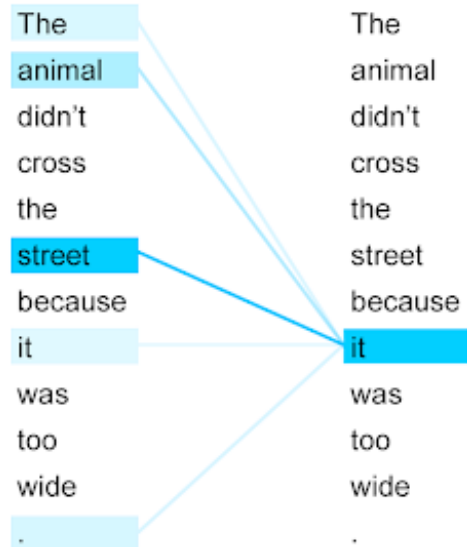 The
animal
didn't
cross
the
street
because
it
was
too
wide
.
The
animal
didn't
cross
the
street
because
it
was
too
wide
.